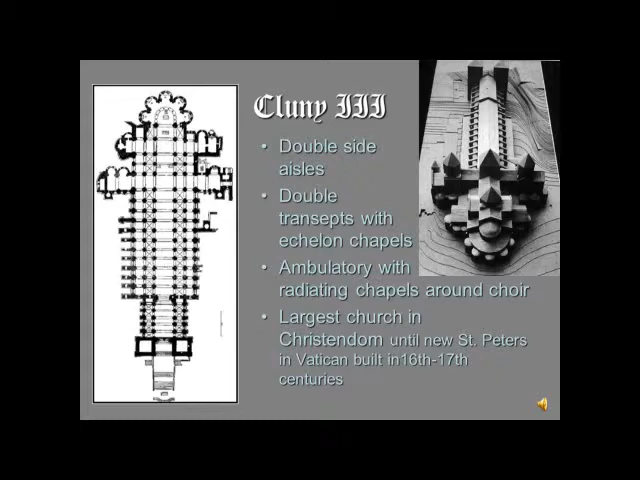 Cluny III
• Double side
aisles
• Double
transepts with
echelon chapels
• Ambulatory with
radiating chapels around choir
• Largest church in
Christendom until new St. Peters
in Vatican built in16th-17th
centuries